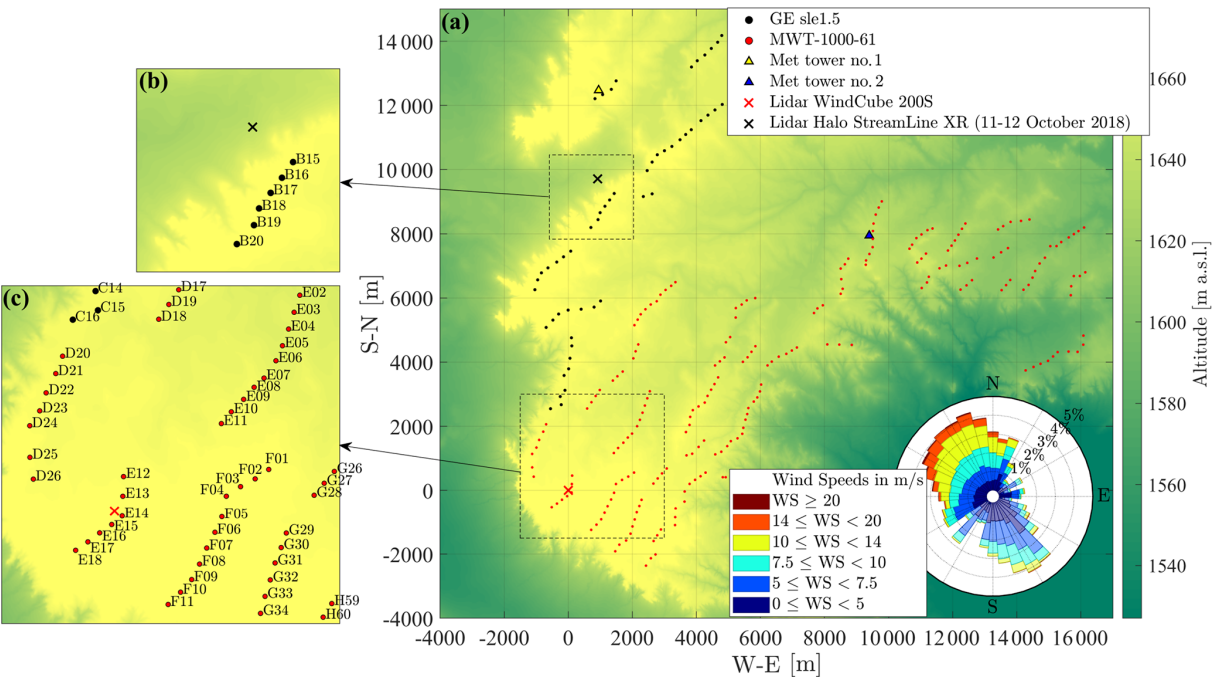 (a)
GE sle1.5
MWT-1000-61
Met tower no. 1
Met tower no. 2
Lidar WindCube 200S
Lidar Halo StreamLine XR (11-12 October 2018)
14 000
12 000
10 000
8000
6000
4000
2000
0
-2000
-4000
S-N [m]
-4000 -2000 0 2000 4000 6000 8000 10 000 12 000 14 000 16 000
W-E [m]
1660
1640
1620
1600
1580
1560
1540
Altitude [m a.s.l.]
(b)
B15
B16
B17
B18
B19
B20
(c)
C14
C15
C16
D17
D19
D18
E02
E03
E04
E05
E06
E07
E08
E09
E10
E11
D20
D21
D22
D23
D24
D25
D26
E12
E13
E14
E15
E16
E17
E18
F01
F02
F03
F04
F05
F06
F07
F08
F09
F10
F11
G26
G27
G28
G29
G30
G31
G32
G33
G34
H59
H60
Wind Speeds in m/s
WS ≥ 20
14 ≤ WS < 20
10 ≤ WS < 14
7.5 ≤ WS < 10
5 ≤ WS < 7.5
0 ≤ WS < 5
N
E
S
5%
4%
3%
2%
1%